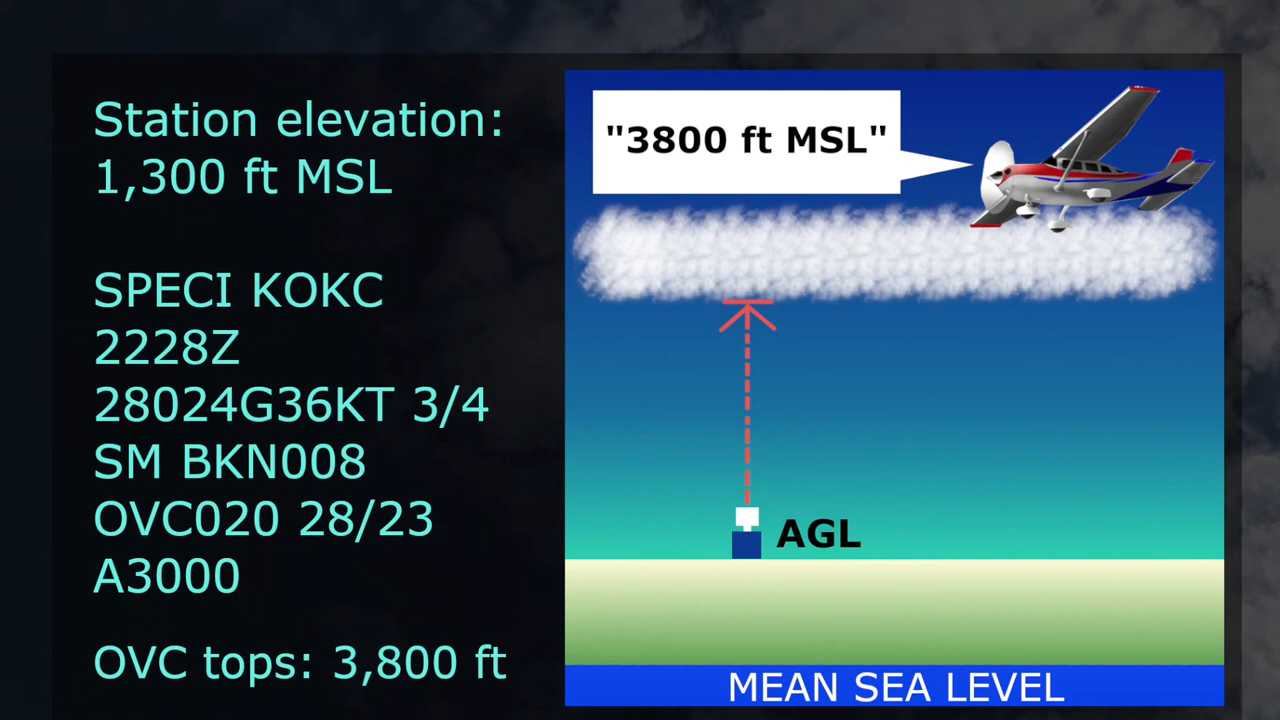 Station elevation:
1,300 ft MSL
SPECI KOKC
2228Z
28024G36KT 3/4
SM BKN008
OVC020 28/23
A3000
OVC tops: 3,800 ft
"3800 ft MSL"
AGL
MEAN SEA LEVEL